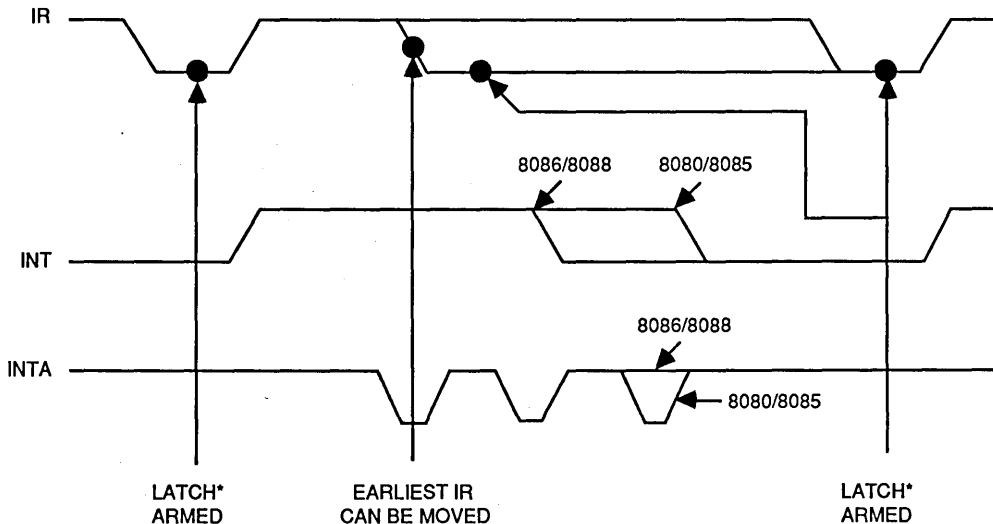 IR
8086/8088
8080/8085
INT
8086/8088
INTA
8080/8085
LATCH*
ARMED
EARLIEST IR
CAN BE MOVED
LATCH*
ARMED